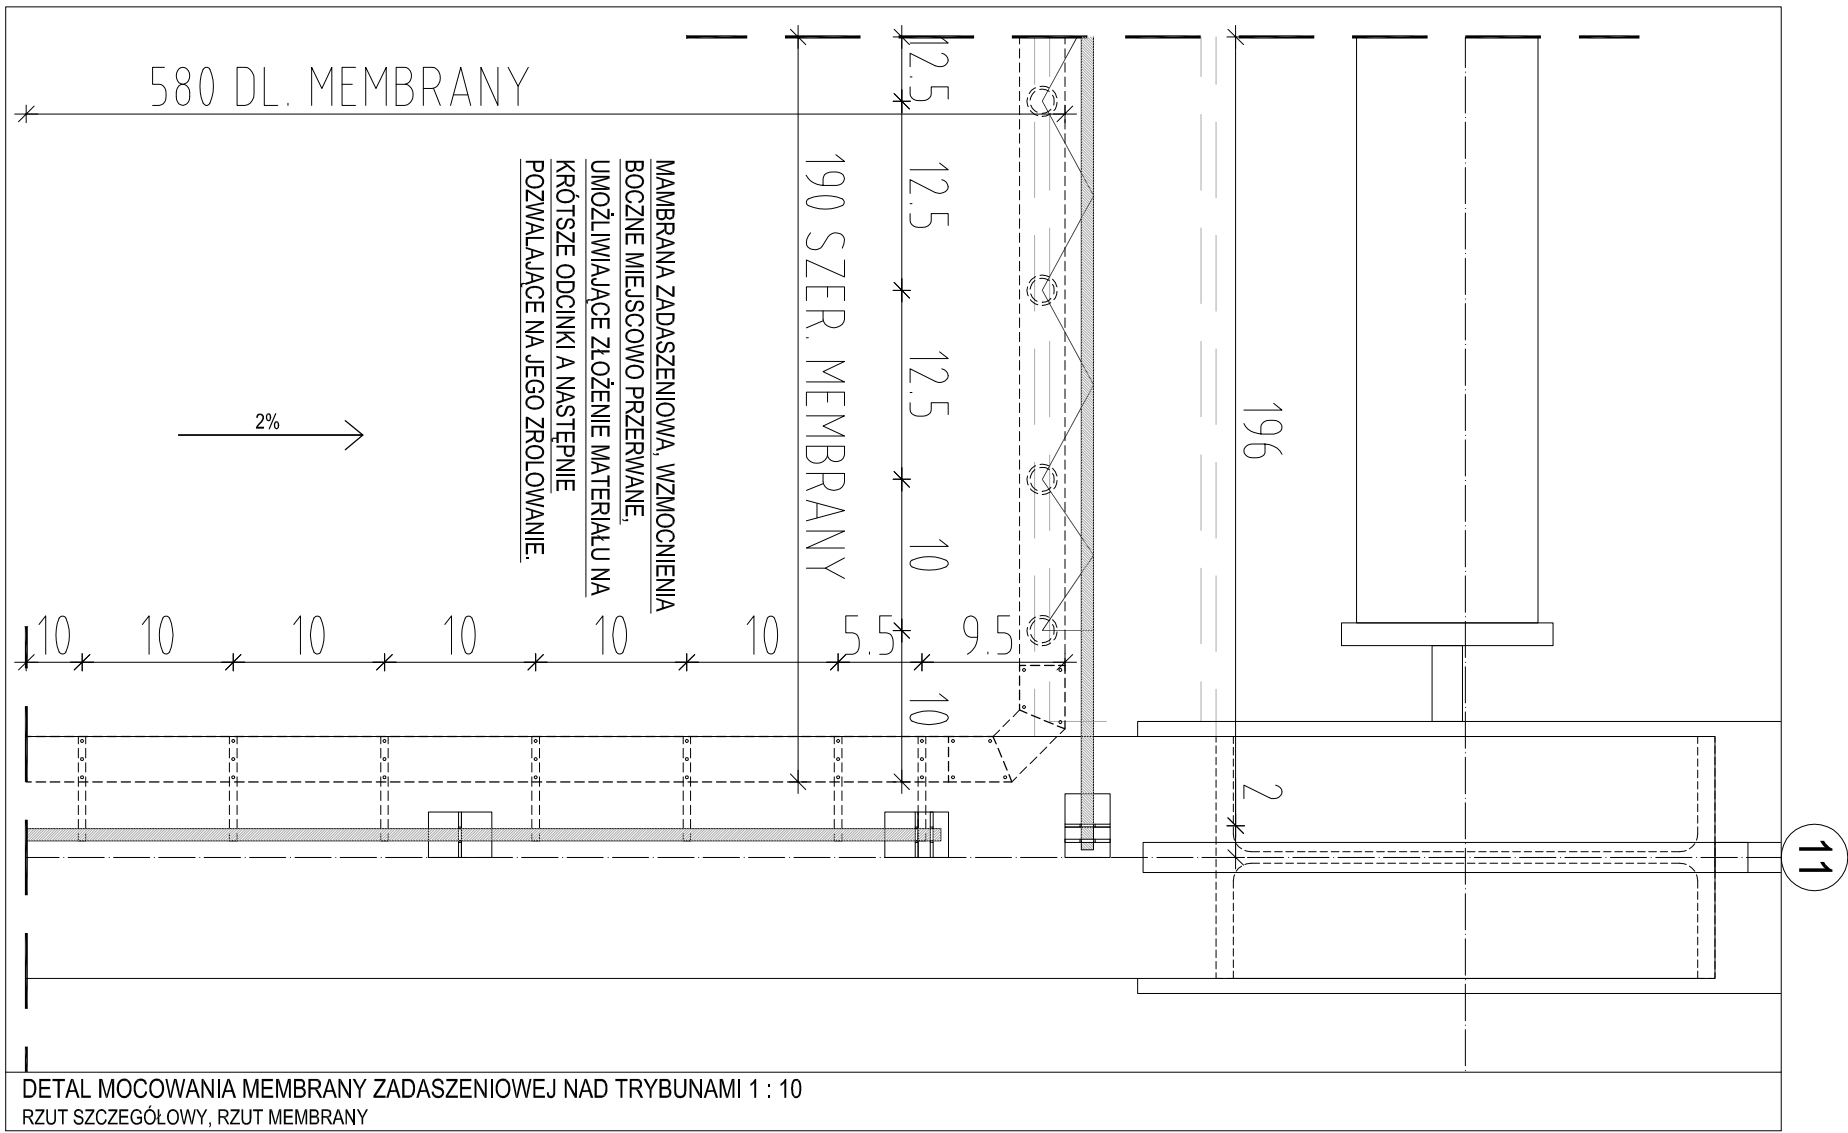 580 DL. MEMBRANY
12.5
12.5
12.5
10
10
190 SZER. MEMBRANY
196
2
MAMBRANA ZADASZENIOWA, WZMOCNIENIA
BOCZNE MIEJSCOWO PRZERWANE,
UMOŻLIWIAJĄCE ZŁOŻENIE MATERIAŁU NA
KRÓTSZE ODCINKI A NASTĘPNIE
POZWALAJĄCE NA JEGO ZROLOWANIE.
2%
10 10 10 10 10 10 5.5 9.5
11
DETAL MOCOWANIA MEMBRANY ZADASZENIOWEJ NAD TRYBUNAMI 1 : 10
RZUT SZCZEGÓŁOWY, RZUT MEMBRANY